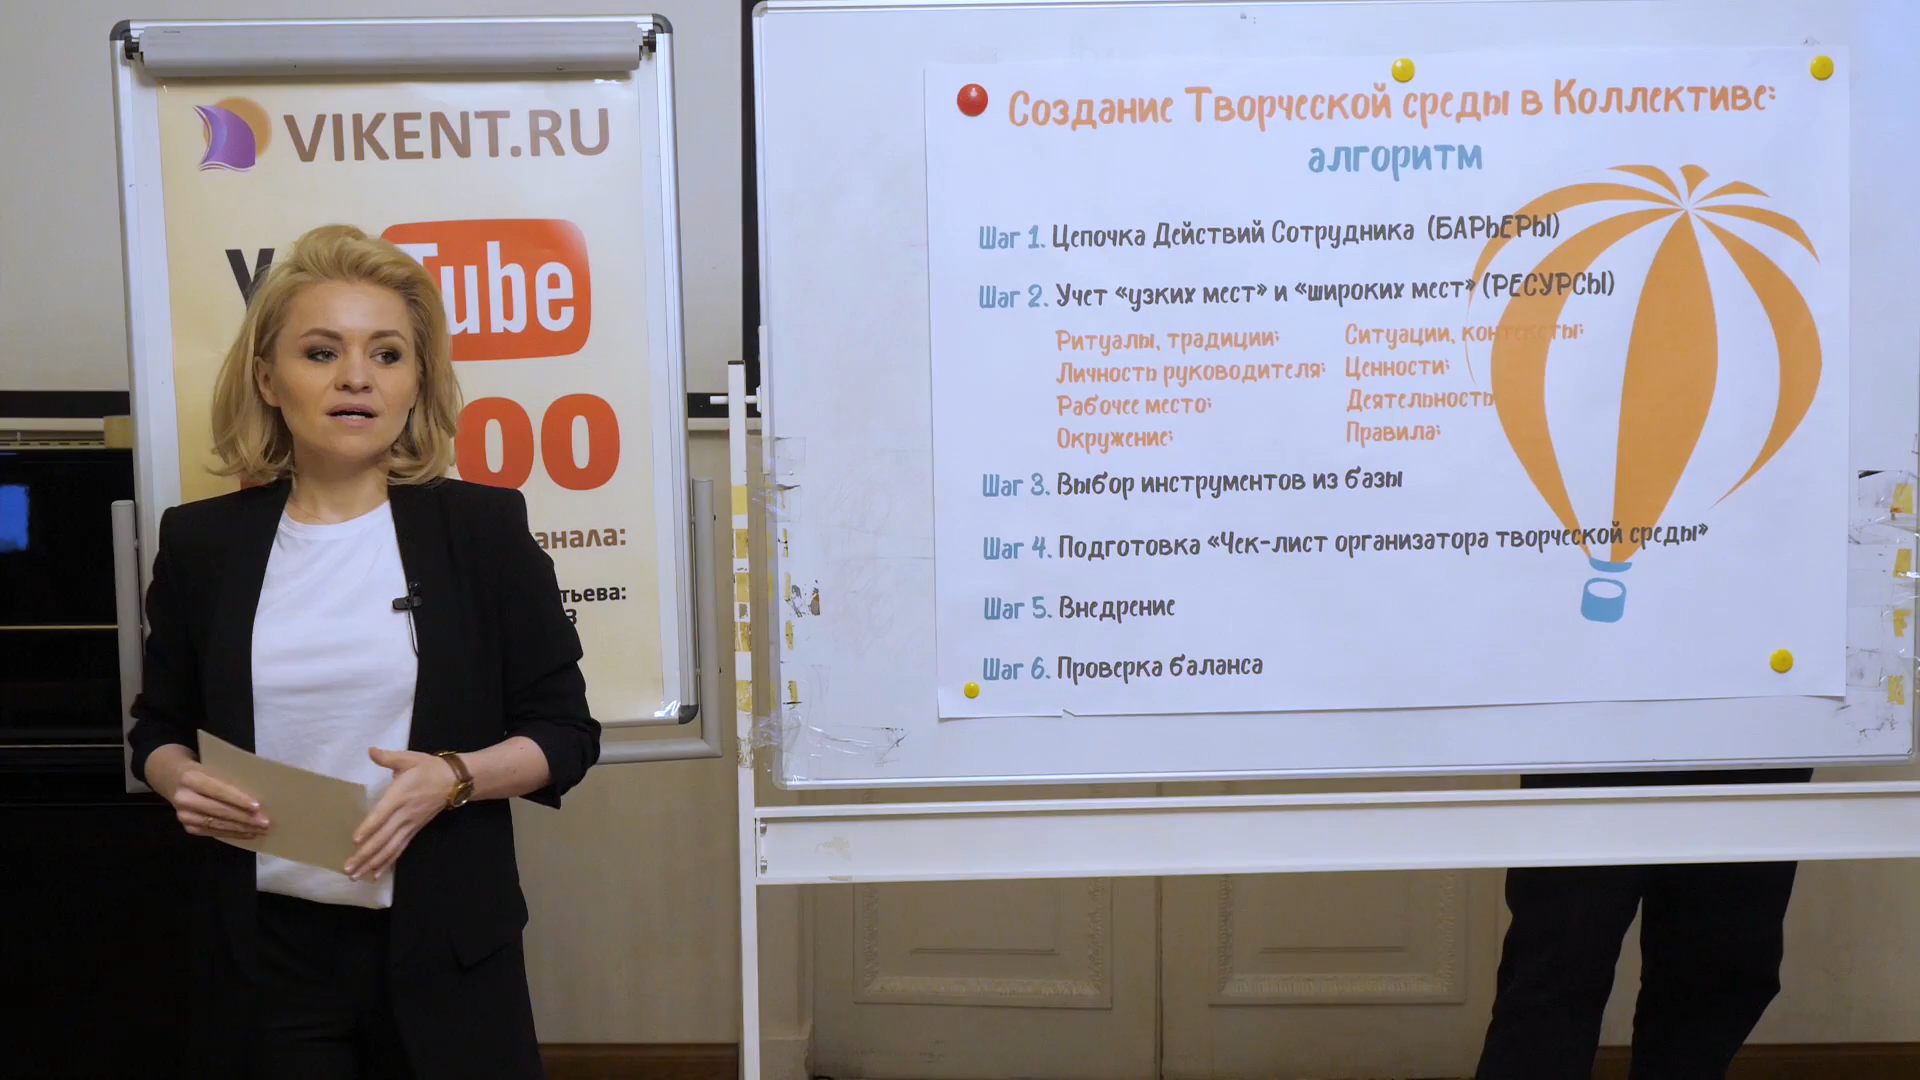 VIKENT.RU
Tube
анала:
тьева:
Создание Творческой среды в Коллективе:
алгоритм
Шаг 1. Цепочка Действий Сотрудника (БАРЬЕРЫ)
Шаг 2. Учет «узких мест» и «широких мест» (РЕСУРСЫ)
Ритуалы, традиции; Ситуации, контексты;
Личность руководителя; Ценности;
Рабочее место; Деятельность
Окружение; Правила;
Шаг 3. Выбор инструментов из базы
Шаг 4. Подготовка «Чек-лист организатора творческой среды»
Шаг 5. Внедрение
Шаг 6. Проверка баланса